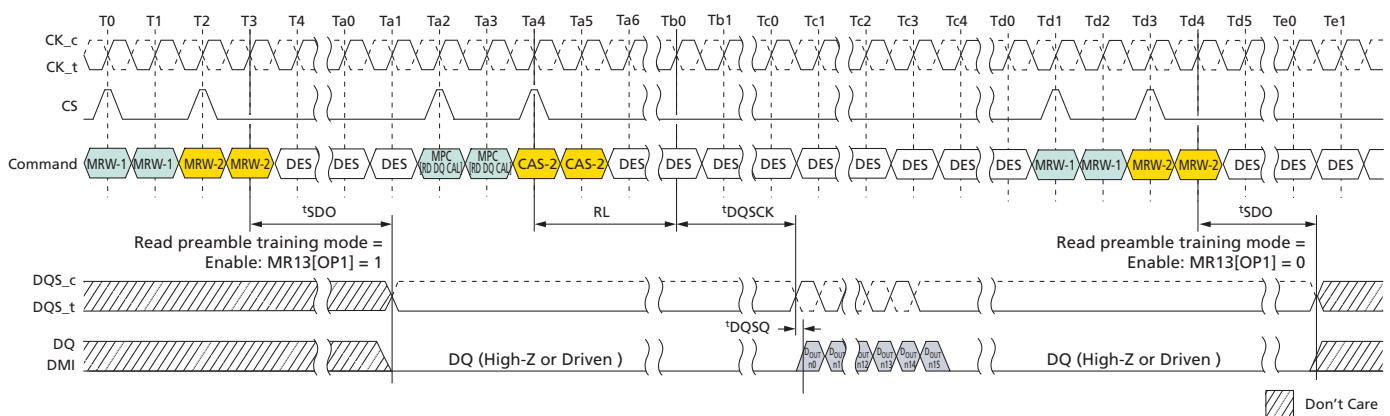 T0 T1 T2 T3 T4 Ta0 Ta1 Ta2 Ta3 Ta4 Ta5 Ta6 Tb0 Tb1 Tc0 Tc1 Tc2 Tc3 Tc4 Td0 Td1 Td2 Td3 Td4 Td5 Te0 Te1
CK_c
CK_t
CS
Command MRW-1 MRW-1 MRW-2 MRW-2 DES DES DES MPC [RD DQ CAL] MPC [RD DQ CAL] CAS-2 CAS-2 DES DES DES DES DES DES DES DES DES MRW-1 MRW-1 MRW-2 MRW-2 DES DES DES
tSDO RL tDQSCK tSDO
Read preamble training mode =
Enable: MR13[OP1] = 1
Read preamble training mode =
Enable: MR13[OP1] = 0
DQS_c
DQS_t
tDQSQ
DQ
DMI
DQ (High-Z or Driven )
DOUT n0 DOUT n1 DOUT n12 DOUT n13 DOUT n14 DOUT n15
DQ (High-Z or Driven )
Don't Care